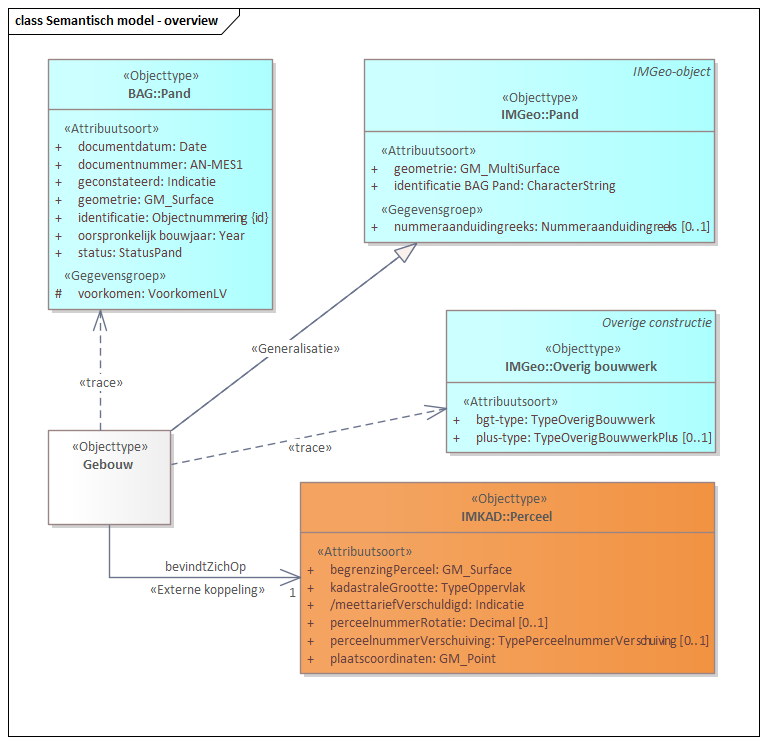 class Semantisch model - overview
«Objecttype»
BAG::Pand
«Attribuutsoort»
+ documentdatum: Date
+ documentnummer: AN-MES1
+ geconstateerd: Indicatie
+ geometrie: GM_Surface
+ identificatie: Objectnummering {id}
+ oorspronkelijk bouwjaar: Year
+ status: StatusPand
«Gegevensgroep»
# voorkomen: VoorkomenLV
IMGeo-object
«Objecttype»
IMGeo::Pand
«Attribuutsoort»
+ geometrie: GM_MultiSurface
+ identificatie BAG Pand: CharacterString
«Gegevensgroep»
+ nummeraanduidingreeks: Nummeraanduidingreeks [0..1]
«Generalisatie»
«trace»
Overige constructie
«Objecttype»
IMGeo::Overig bouwwerk
«Attribuutsoort»
+ bgt-type: TypeOverigBouwwerk
+ plus-type: TypeOverigBouwwerkPlus [0..1]
«trace»
«Objecttype»
Gebouw
bevindtZichOp
«Externe koppeling»
1
«Objecttype»
IMKAD::Perceel
«Attribuutsoort»
+ begrenzingPerceel: GM_Surface
+ kadastraleGrootte: TypeOppervlak
+ /meettariefVerschuldigd: Indicatie
+ perceelnummerRotatie: Decimal [0..1]
+ perceelnummerVerschuiving: TypePerceelnummerVerschuiving [0..1]
+ plaatscoordinaten: GM_Point